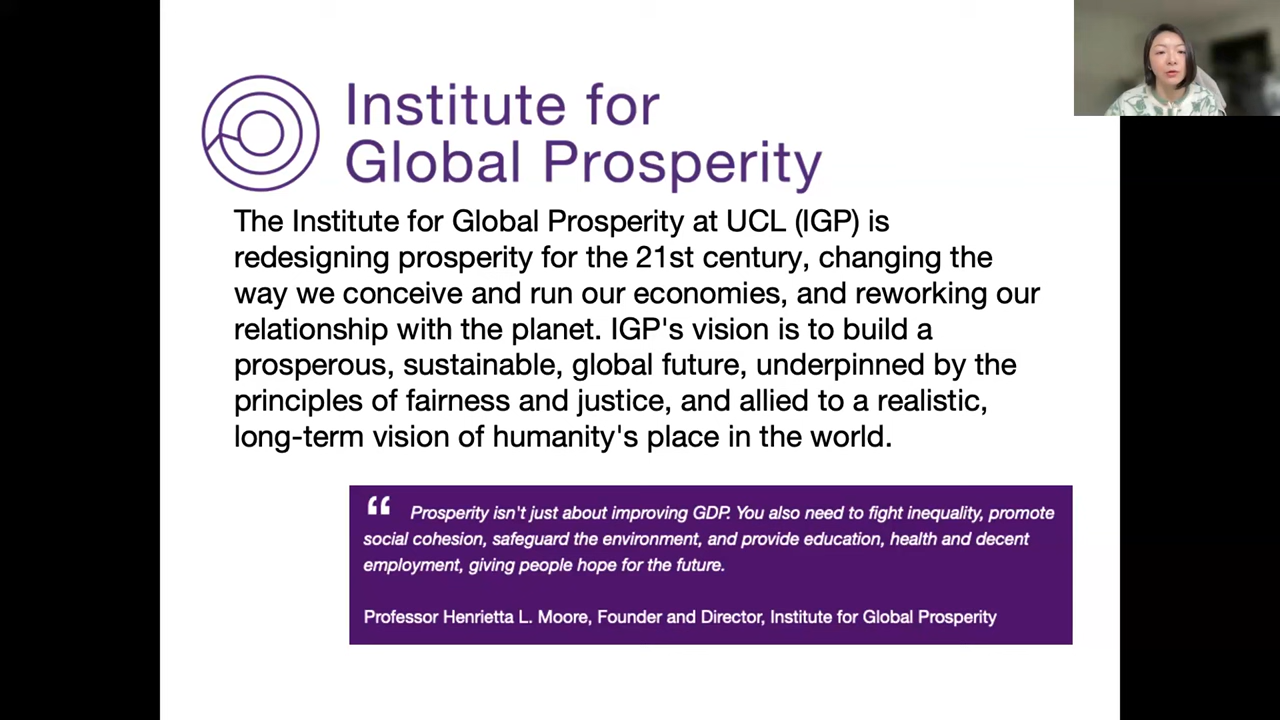 Institute for
Global Prosperity
The Institute for Global Prosperity at UCL (IGP) is
redesigning prosperity for the 21st century, changing the
way we conceive and run our economies, and reworking our
relationship with the planet. IGP's vision is to build a
prosperous, sustainable, global future, underpinned by the
principles of fairness and justice, and allied to a realistic,
long-term vision of humanity's place in the world.
“ Prosperity isn't just about improving GDP. You also need to fight inequality, promote
social cohesion, safeguard the environment, and provide education, health and decent
employment, giving people hope for the future.
Professor Henrietta L. Moore, Founder and Director, Institute for Global Prosperity